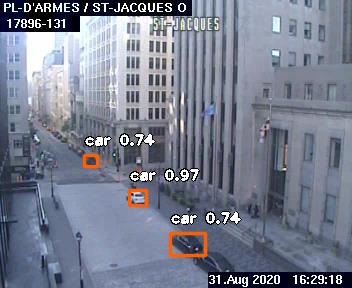 PL-D'ARMES / ST-JACQUES O
17896-131
ST-JACQUES
car 0.74
car 0.97
car 0.74
31.Aug 2020 16:29:18